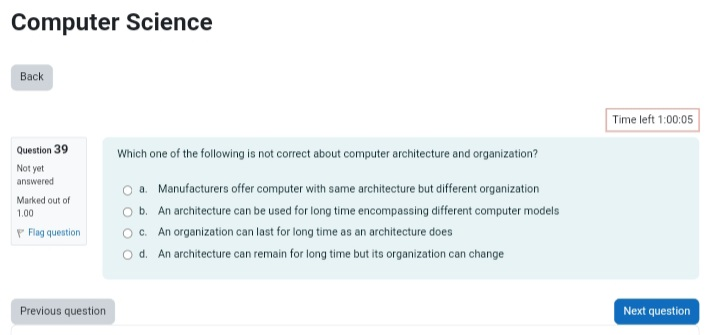 Computer Science
Back
Time left 1:00:05
Question 39
Not yet
answered
Marked out of
1.00
Flag question
Which one of the following is not correct about computer architecture and organization?
a. Manufacturers offer computer with same architecture but different organization
b. An architecture can be used for long time encompassing different computer models
c. An organization can last for long time as an architecture does
d. An architecture can remain for long time but its organization can change
Previous question
Next question